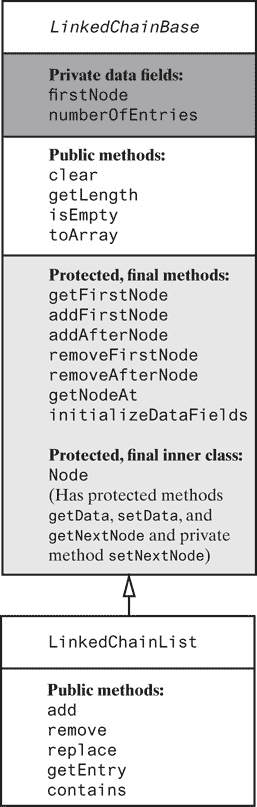 LinkedChainBase
Private data fields:
firstNode
numberOfEntries
Public methods:
clear
getLength
isEmpty
toArray
Protected, final methods:
getFirstNode
addFirstNode
addAfterNode
removeFirstNode
removeAfterNode
getNodeAt
initializeDataFields
Protected, final inner class:
Node
(Has protected methods
getData, setData, and
getNextNode and private
method setNextNode)
LinkedChainList
Public methods:
add
remove
replace
getEntry
contains